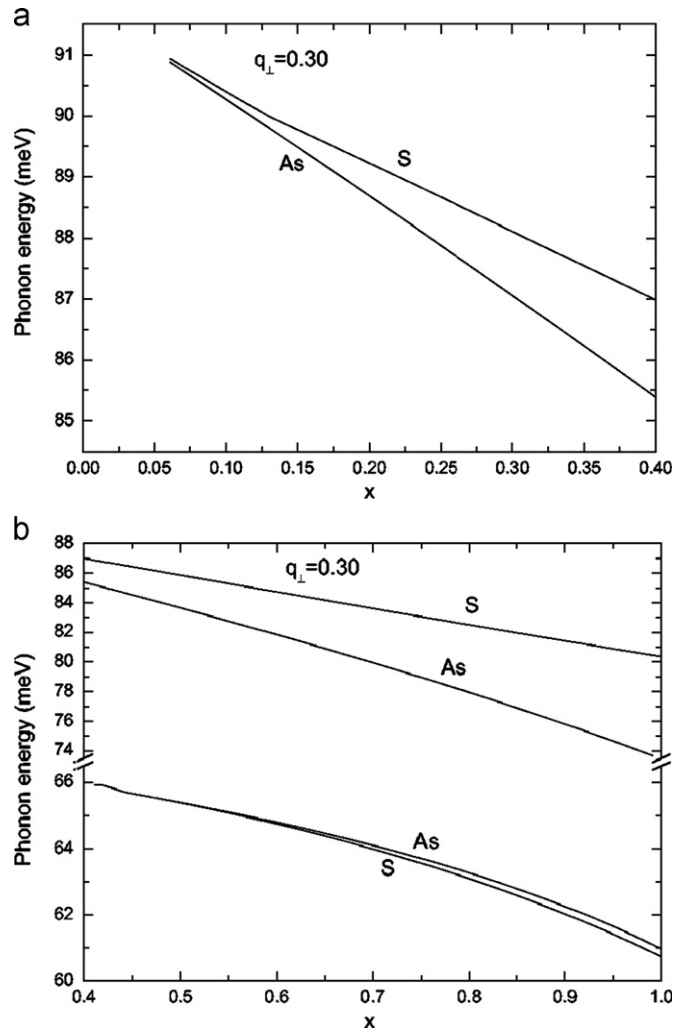 a
91
90
89
88
87
86
85
Phonon energy (meV)
q⊥=0.30
S
As
0.00 0.05 0.10 0.15 0.20 0.25 0.30 0.35 0.40
x
b
88
86
84
82
80
78
76
74
66
64
62
60
Phonon energy (meV)
q⊥=0.30
S
As
As
S
0.4 0.5 0.6 0.7 0.8 0.9 1.0
x